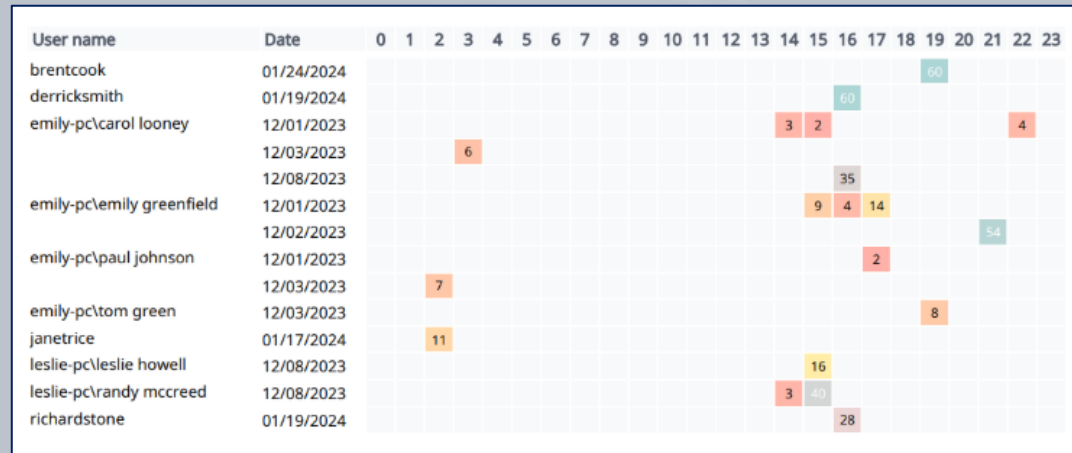 User name Date 0 1 2 3 4 5 6 7 8 9 10 11 12 13 14 15 16 17 18 19 20 21 22 23
brentcook 01/24/2024 60
derricksmith 01/19/2024 60
emily-pc\carol looney 12/01/2023 3 2 4
12/03/2023 6
12/08/2023 35
emily-pc\emily greenfield 12/01/2023 9 4 14
12/02/2023 54
emily-pc\paul johnson 12/01/2023 2
12/03/2023 7
emily-pc\tom green 12/03/2023 8
janetrice 01/17/2024 11
leslie-pc\leslie howell 12/08/2023 16
leslie-pc\randy mccreed 12/08/2023 3 40
richardstone 01/19/2024 28